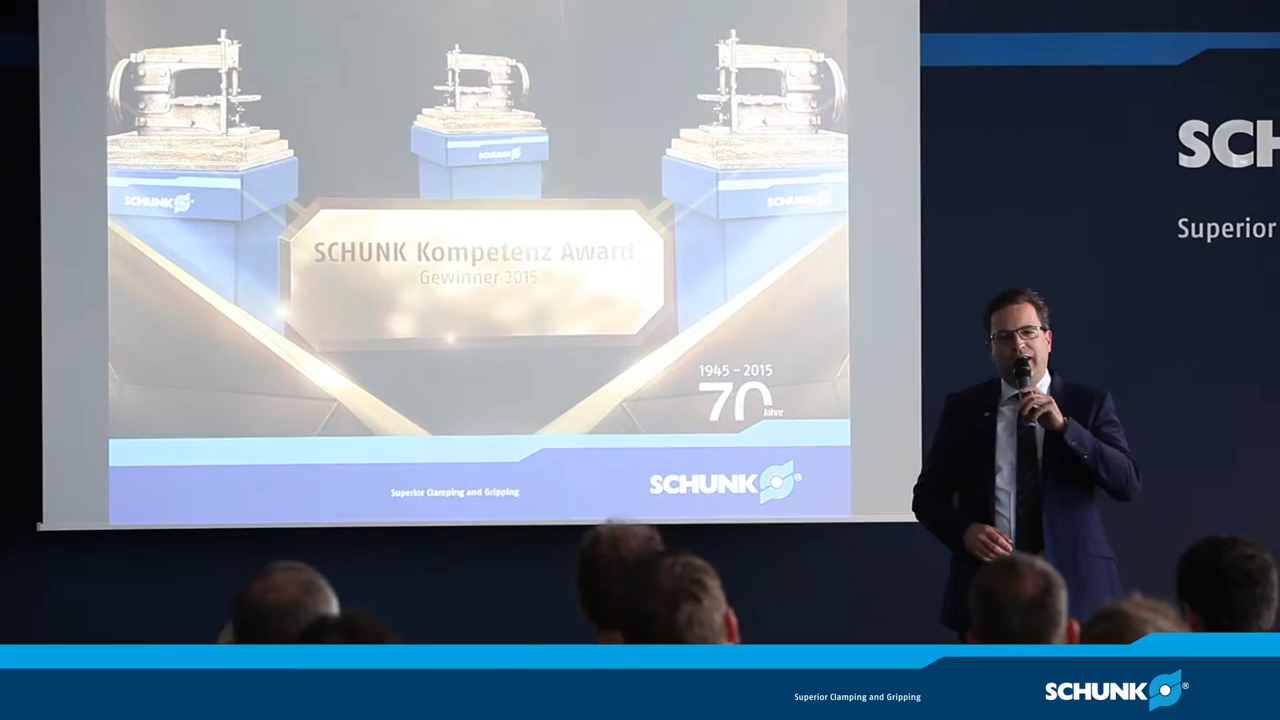 SCH
Superior
SCHUNK
SCHUNK
SCHUNK
SCHUNK Kompetenz Award
Gewinner 2015
1945 – 2015
70
Jahre
Superior Clamping and Gripping
SCHUNK®
Superior Clamping and Gripping
SCHUNK®